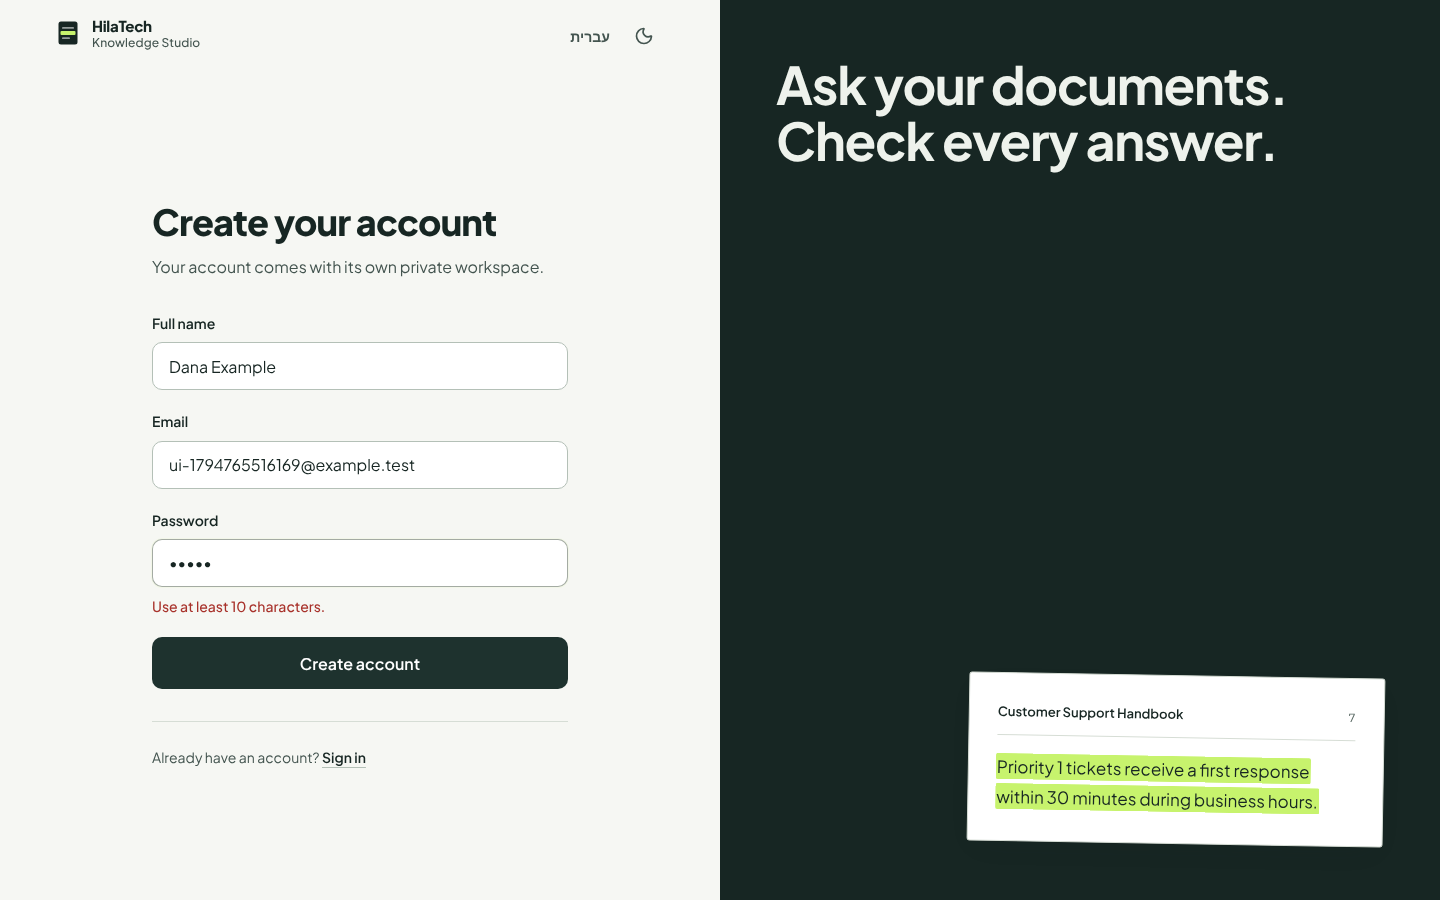 HilaTech
Knowledge Studio
עברית
Create your account
Your account comes with its own private workspace.
Full name
Dana Example
Email
ui-1794765516169@example.test
Password
•••••
Use at least 10 characters.
Create account
Already have an account? Sign in
Ask your documents.
Check every answer.
Customer Support Handbook 7
Priority 1 tickets receive a first response
within 30 minutes during business hours.